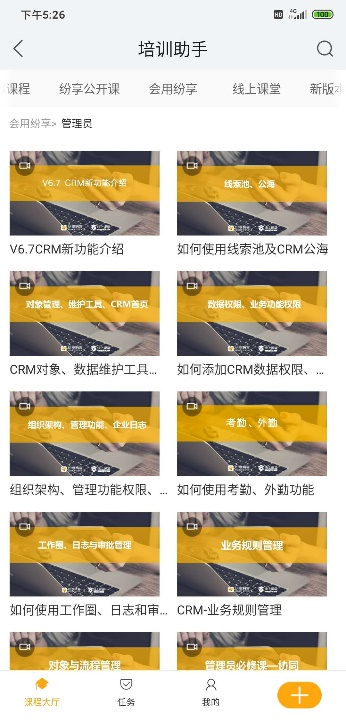 下午5:26
HD
4G
100
培训助手
课程
纷享公开课
会用纷享
线上课堂
新版
会用纷享>
管理员
V6.7 CRM新功能介绍
线索池、公海
V6.7CRM新功能介绍
如何使用线索池及CRM公海
对象管理、维护工具、CRM首页
数据权限、业务功能权限
CRM对象、数据维护工具...
如何添加CRM数据权限、...
组织架构、管理功能、企业日志
考勤、外勤
组织架构、管理功能权限、...
如何使用考勤、外勤功能
工作圈、日志与审批管理
业务规则管理
如何使用工作圈、日志和审...
CRM-业务规则管理
对象与流程管理
管理员必修课—协同
课程大厅
任务
我的